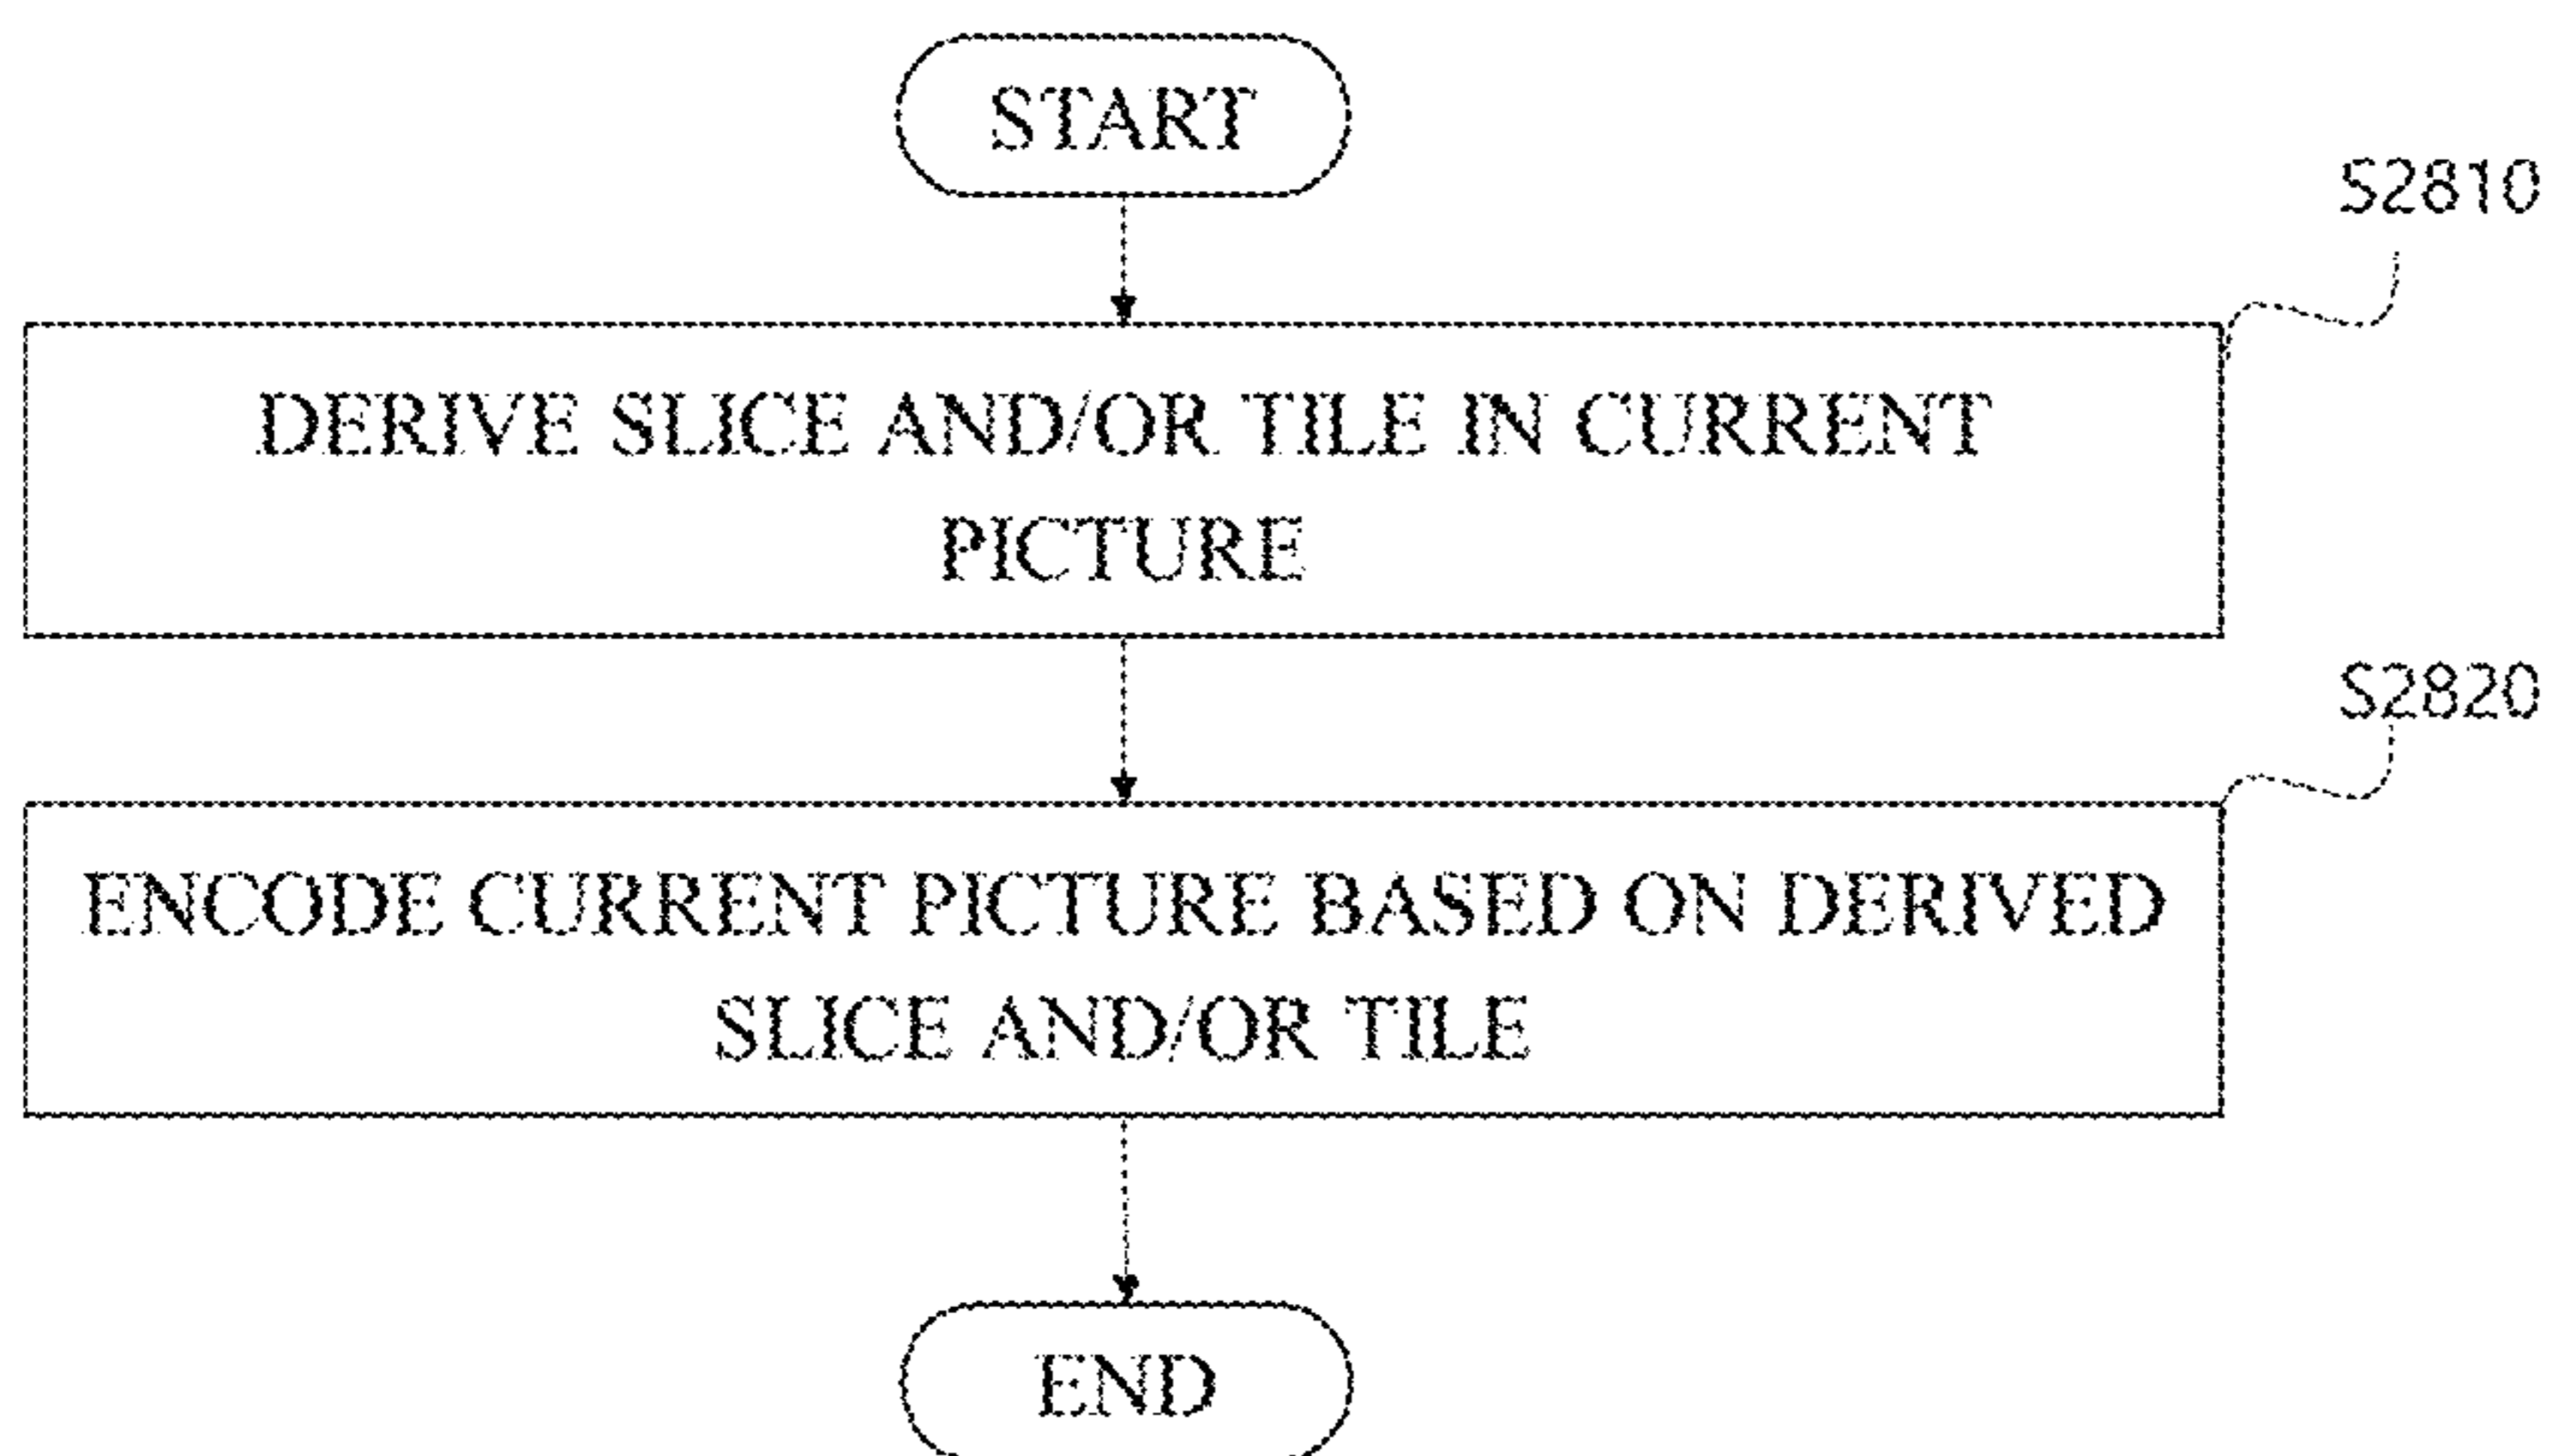 START
S2810
DERIVE SLICE AND/OR TILE IN CURRENT
PICTURE
S2820
ENCODE CURRENT PICTURE BASED ON DERIVED
SLICE AND/OR TILE
END